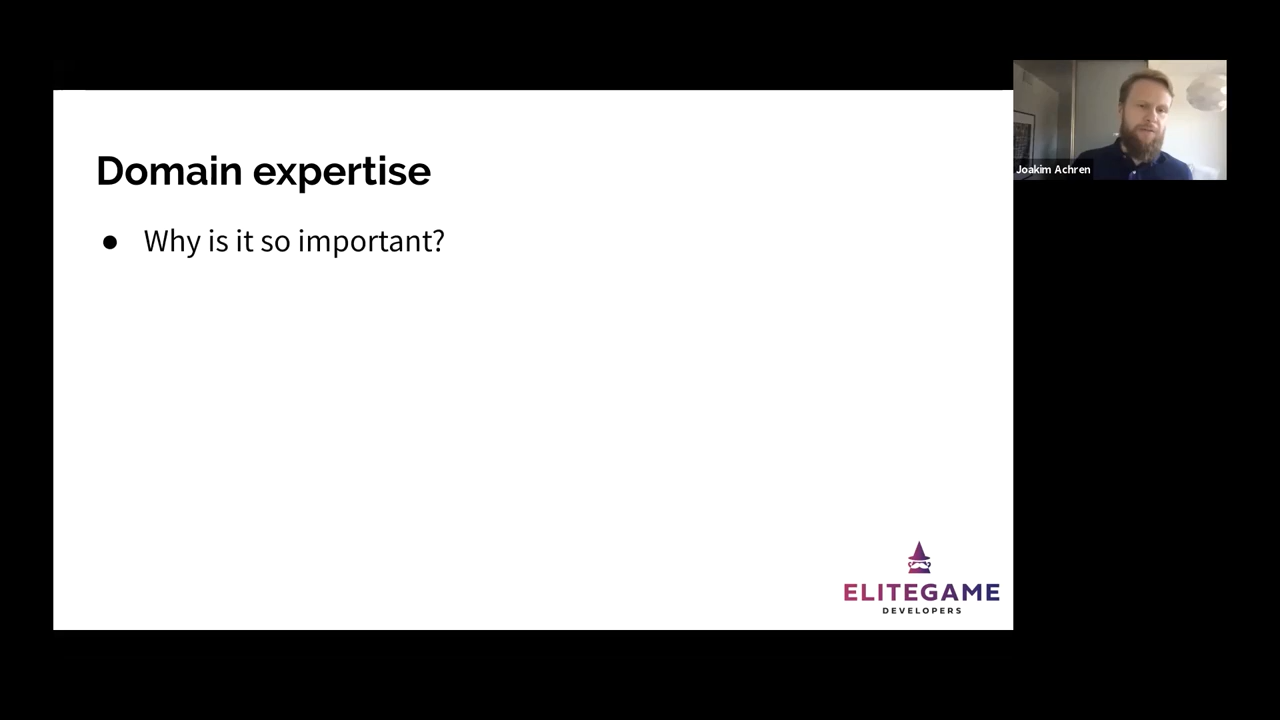 Domain expertise
● Why is it so important?
Joakim Achren
ELITEGAME
DEVELOPERS